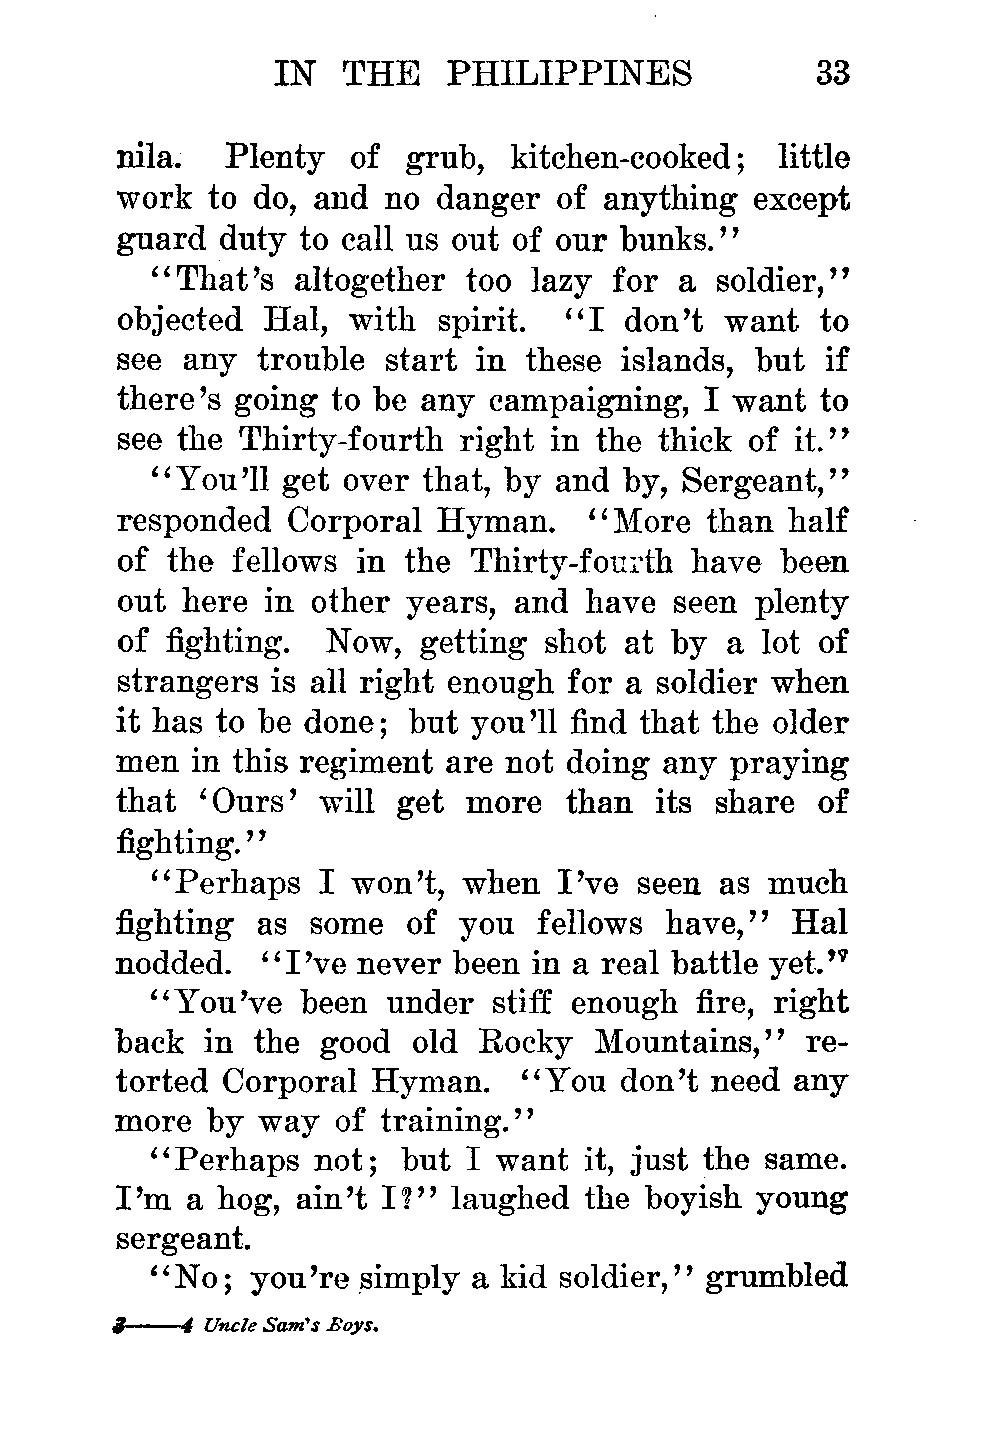 IN THE PHILIPPINES 33
nila. Plenty of grub, kitchen-cooked; little
work to do, and no danger of anything except
guard duty to call us out of our bunks."
"That's altogether too lazy for a soldier,"
objected Hal, with spirit. "I don't want to
see any trouble start in these islands, but if
there's going to be any campaigning, I want to
see the Thirty-fourth right in the thick of it."
"You'll get over that, by and by, Sergeant,"
responded Corporal Hyman. "More than half
of the fellows in the Thirty-fourth have been
out here in other years, and have seen plenty
of fighting. Now, getting shot at by a lot of
strangers is all right enough for a soldier when
it has to be done; but you'll find that the older
men in this regiment are not doing any praying
that 'Ours' will get more than its share of
fighting."
"Perhaps I won't, when I've seen as much
fighting as some of you fellows have," Hal
nodded. "I've never been in a real battle yet."
"You've been under stiff enough fire, right
back in the good old Rocky Mountains," re-
torted Corporal Hyman. "You don't need any
more by way of training."
"Perhaps not; but I want it, just the same.
I'm a hog, ain't I?" laughed the boyish young
sergeant.
"No; you're simply a kid soldier," grumbled
3——4 Uncle Sam's Boys.